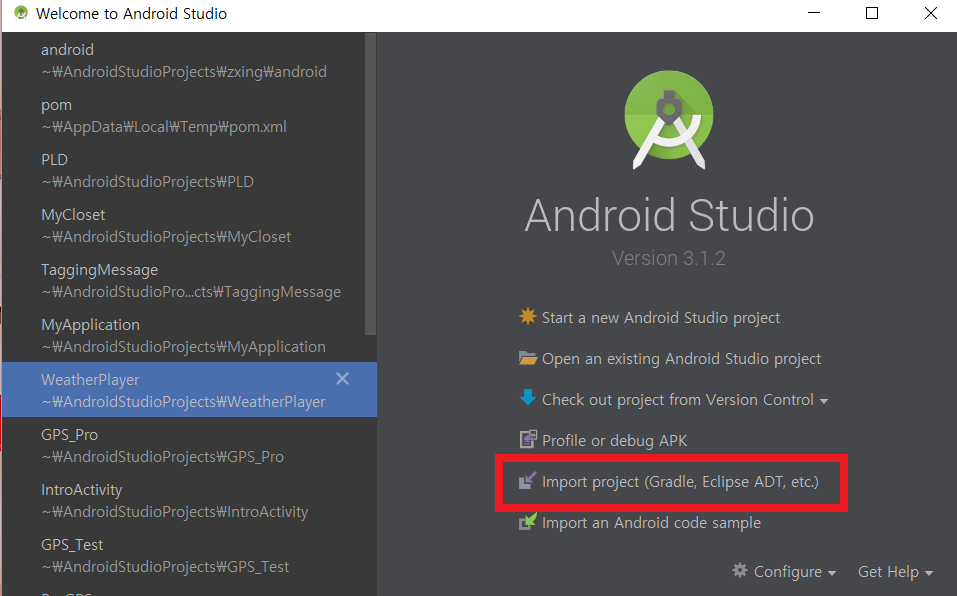 Welcome to Android Studio
android
~₩AndroidStudioProjects₩zxing₩android
pom
~₩AppData₩Local₩Temp₩pom.xml
PLD
~₩AndroidStudioProjects₩PLD
MyCloset
~₩AndroidStudioProjects₩MyCloset
TaggingMessage
~₩AndroidStudioPro...cts₩TaggingMessage
MyApplication
~₩AndroidStudioProjects₩MyApplication
WeatherPlayer
~₩AndroidStudioProjects₩WeatherPlayer
GPS_Pro
~₩AndroidStudioProjects₩GPS_Pro
IntroActivity
~₩AndroidStudioProjects₩IntroActivity
GPS_Test
~₩AndroidStudioProjects₩GPS_Test
Android Studio
Version 3.1.2
Start a new Android Studio project
Open an existing Android Studio project
Check out project from Version Control
Profile or debug APK
Import project (Gradle, Eclipse ADT, etc.)
Import an Android code sample
Configure
Get Help